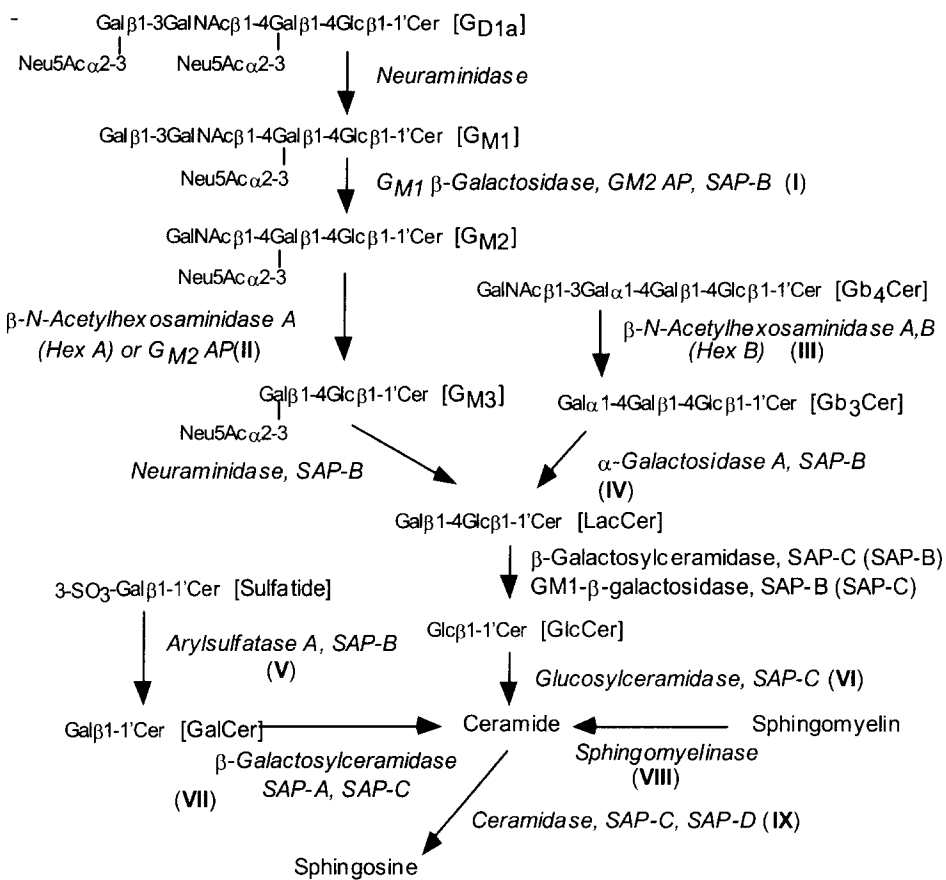 Galβ1-3GalNAcβ1-4Galβ1-4Glcβ1-1'Cer [GD1a]
Neu5Acα2-3 Neu5Acα2-3
Neuraminidase
Galβ1-3GalNAcβ1-4Galβ1-4Glcβ1-1'Cer [GM1]
Neu5Acα2-3
GM1 β-Galactosidase, GM2 AP, SAP-B (I)
GalNAcβ1-4Galβ1-4Glcβ1-1'Cer [GM2]
Neu5Acα2-3
GalNAcβ1-3Galα1-4Galβ1-4Glcβ1-1'Cer [Gb4Cer]
β-N-Acetylhexosaminidase A
(Hex A) or GM2 AP(II)
β-N-Acetylhexosaminidase A,B
(Hex B) (III)
Galβ1-4Glcβ1-1'Cer [GM3]
Neu5Acα2-3
Galα1-4Galβ1-4Glcβ1-1'Cer [Gb3Cer]
Neuraminidase, SAP-B
α-Galactosidase A, SAP-B
(IV)
Galβ1-4Glcβ1-1'Cer [LacCer]
β-Galactosylceramidase, SAP-C (SAP-B)
GM1-β-galactosidase, SAP-B (SAP-C)
3-SO3-Galβ1-1'Cer [Sulfatide]
Glcβ1-1'Cer [GlcCer]
Arylsulfatase A, SAP-B
(V)
Glucosylceramidase, SAP-C (VI)
Galβ1-1'Cer [GalCer]
Ceramide
Sphingomyelin
β-Galactosylceramidase
SAP-A, SAP-C
(VII)
Sphingomyelinase
(VIII)
Ceramidase, SAP-C, SAP-D (IX)
Sphingosine